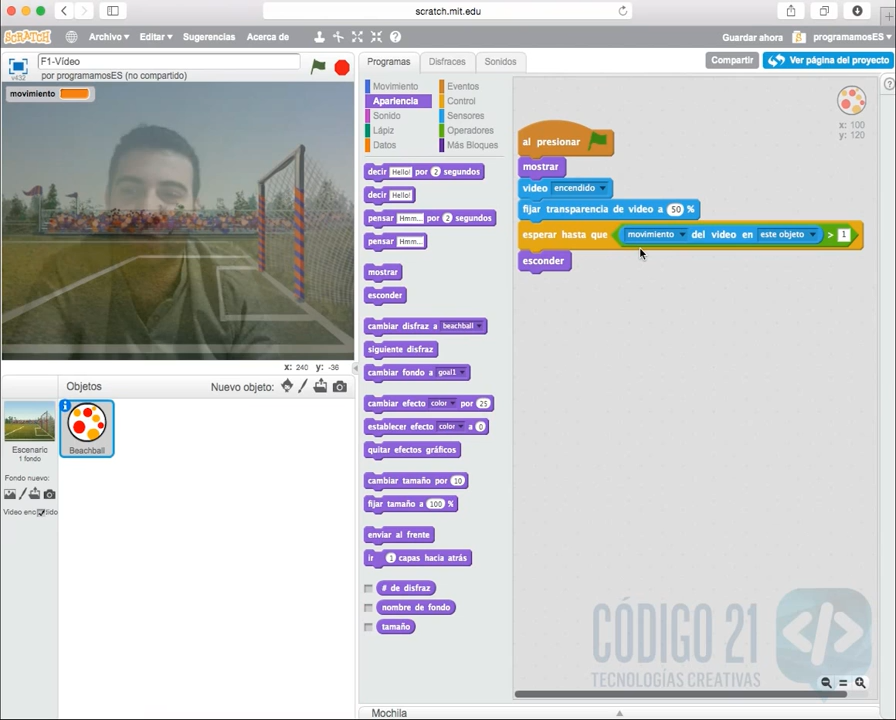 scratch.mit.edu
SCRATCH
Archivo
Editar
Sugerencias
Acerca de
Guardar ahora
programamosES
v432
F1-Vídeo
por programamosES (no compartido)
Programas
Disfraces
Sonidos
Compartir
Ver página del proyecto
movimiento
Movimiento
Eventos
Apariencia
Control
Sonido
Sensores
Lápiz
Operadores
Datos
Más Bloques
decir Hello! por 2 segundos
decir Hello!
pensar Hmm... por 2 segundos
pensar Hmm...
mostrar
esconder
cambiar disfraz a beachball
siguiente disfraz
cambiar fondo a goal1
cambiar efecto color por 25
establecer efecto color a 0
quitar efectos gráficos
cambiar tamaño por 10
fijar tamaño a 100 %
enviar al frente
ir 1 capas hacia atrás
# de disfraz
nombre de fondo
tamaño
al presionar
mostrar
video encendido
fijar transparencia de video a 50 %
esperar hasta que movimiento del video en este objeto > 1
esconder
x: 100
y: 120
x: 240 y: -36
Objetos
Nuevo objeto:
Escenario
1 fondo
Beachball
Fondo nuevo:
CÓDIGO 21
TECNOLOGÍAS CREATIVAS
Mochila